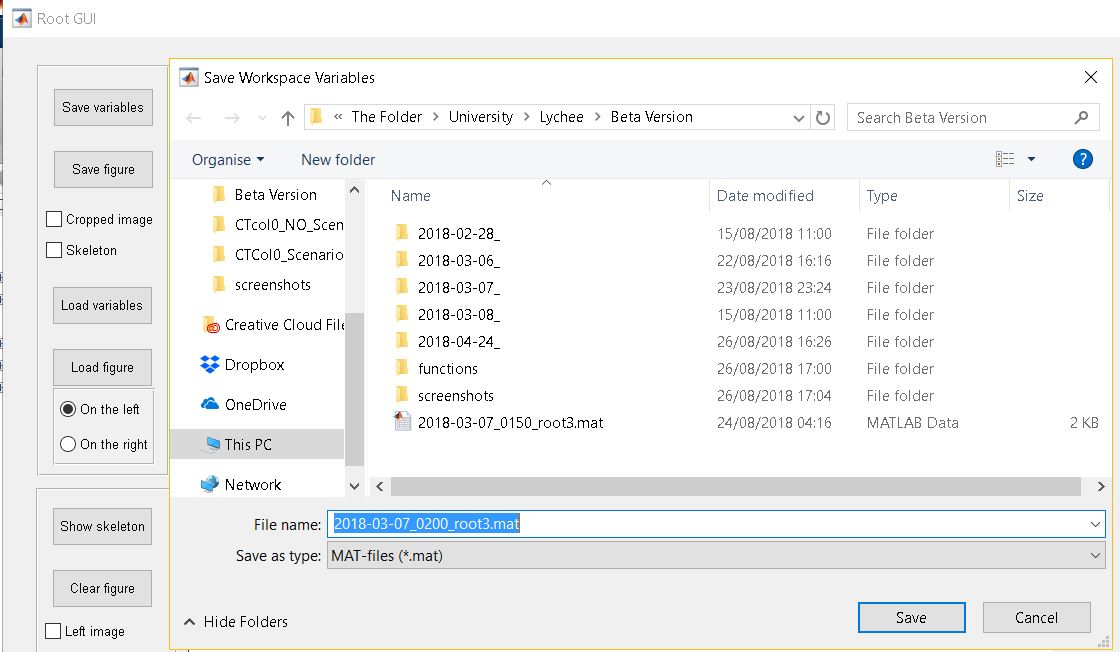 Root GUI
Save variables
Save figure
Cropped image
Skeleton
Load variables
Load figure
On the left
On the right
Show skeleton
Clear figure
Left image
Save Workspace Variables
« The Folder > University > Lychee > Beta Version
Search Beta Version
Organise New folder
?
Beta Version
CTcol0_NO_Scen
CTCol0_Scenario
screenshots
Creative Cloud File
Dropbox
OneDrive
This PC
Network
Name Date modified Type Size
2018-02-28_ 15/08/2018 11:00 File folder
2018-03-06_ 22/08/2018 16:16 File folder
2018-03-07_ 23/08/2018 23:24 File folder
2018-03-08_ 15/08/2018 11:00 File folder
2018-04-24_ 26/08/2018 16:26 File folder
functions 26/08/2018 17:00 File folder
screenshots 26/08/2018 17:04 File folder
2018-03-07_0150_root3.mat 24/08/2018 04:16 MATLAB Data 2 KB
File name: 2018-03-07_0200_root3.mat
Save as type: MAT-files (*.mat)
Hide Folders
Save Cancel